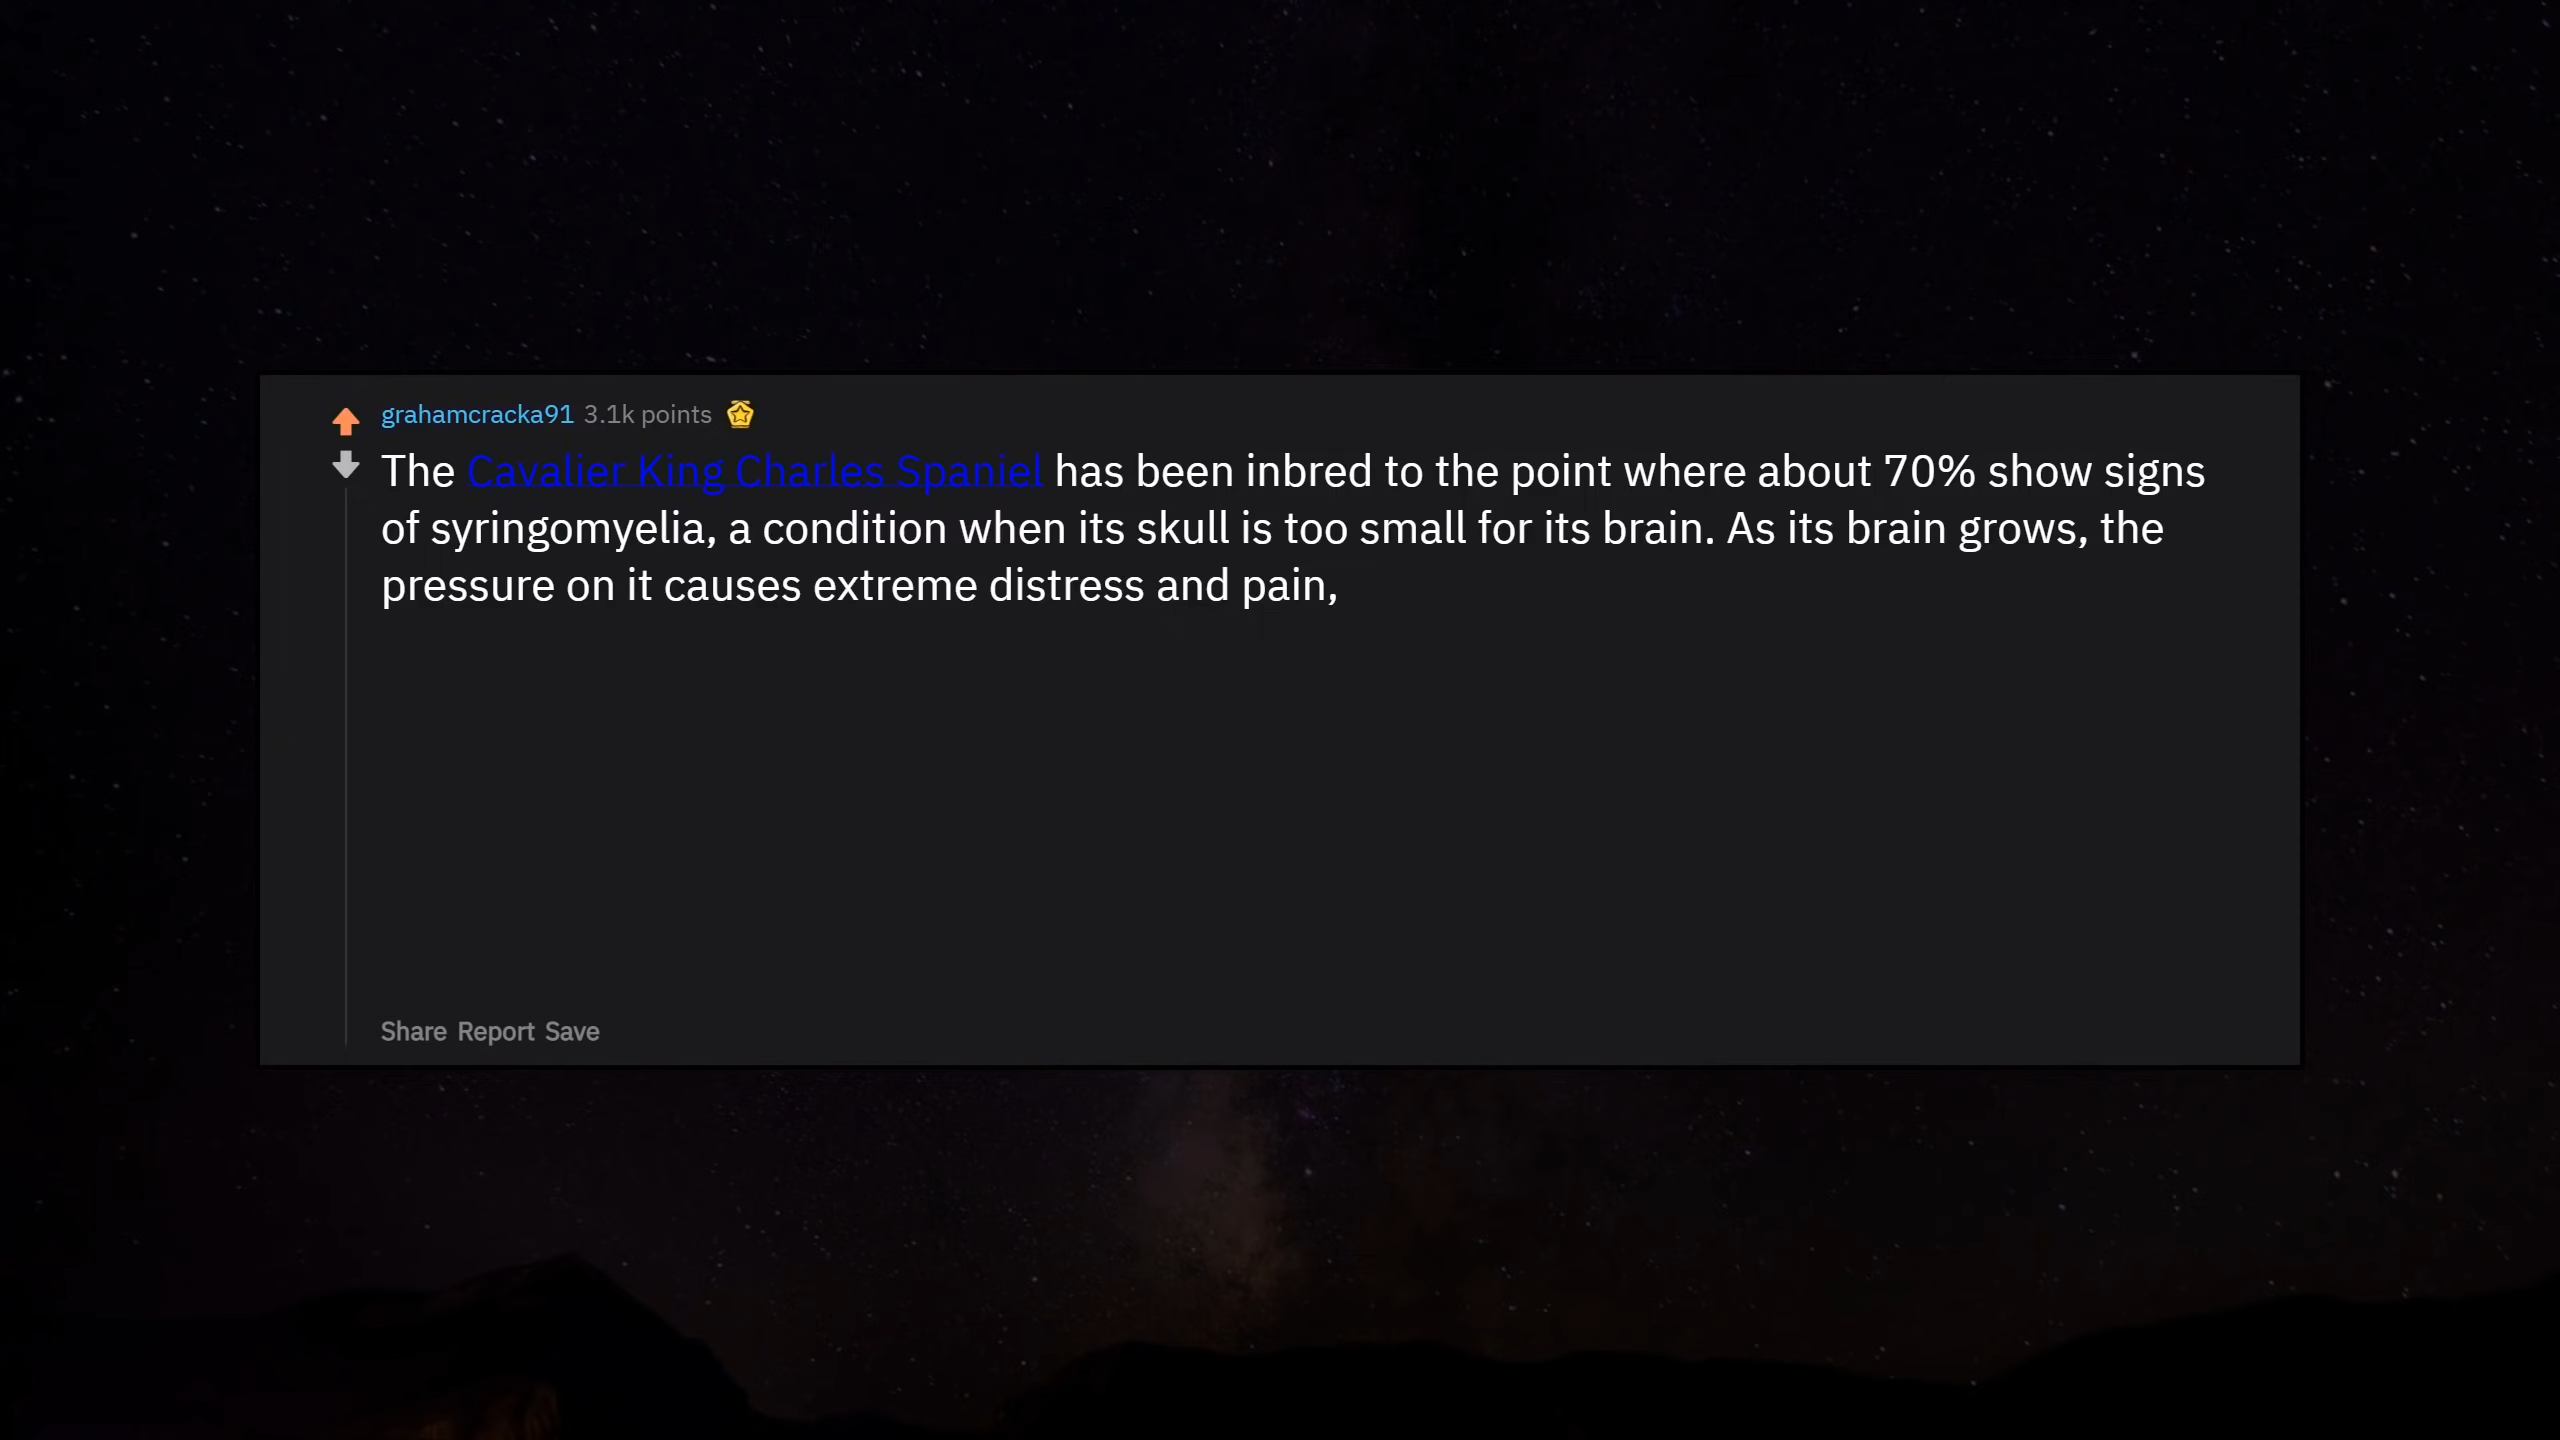 grahamcracka91 3.1k points
The Cavalier King Charles Spaniel has been inbred to the point where about 70% show signs
of syringomyelia, a condition when its skull is too small for its brain. As its brain grows, the
pressure on it causes extreme distress and pain,
Share Report Save